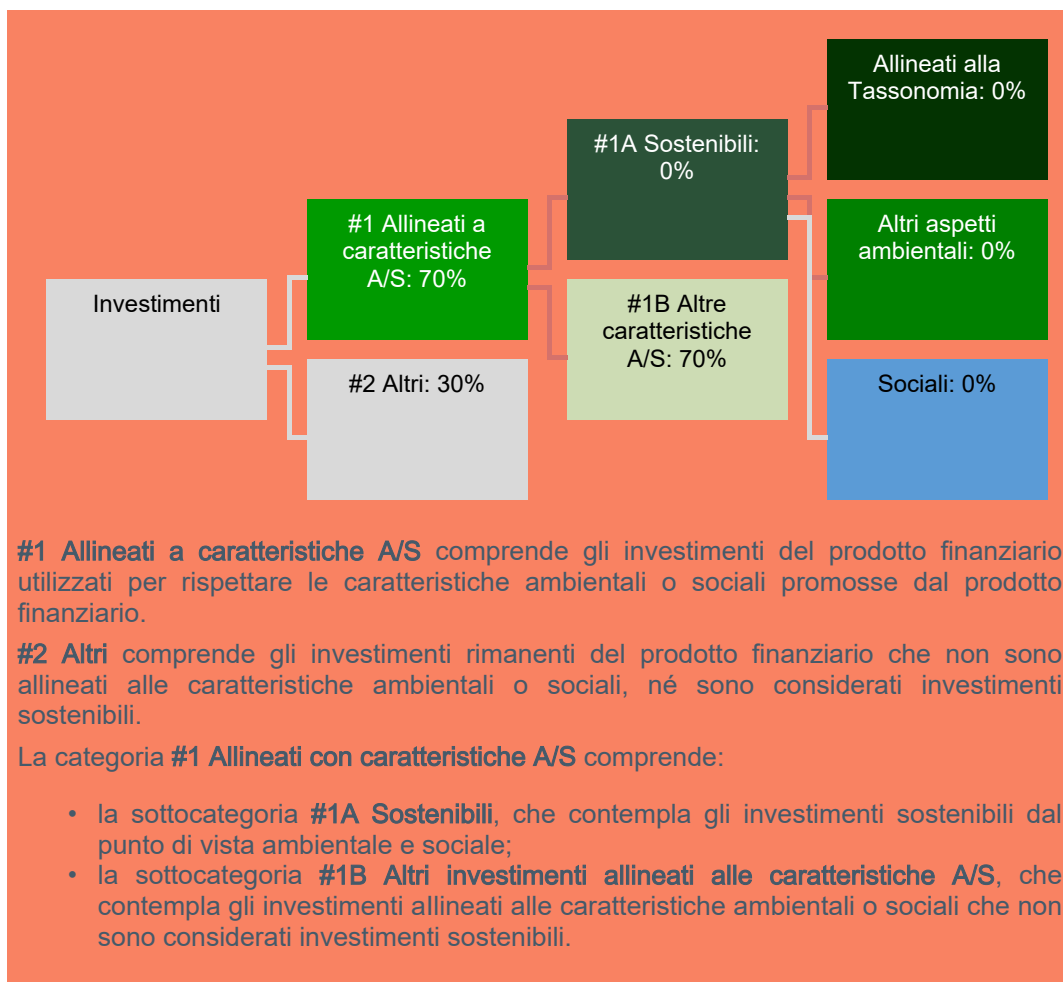 Allineati alla
Tassonomia: 0%
#1A Sostenibili:
0%
#1 Allineati a
caratteristiche
A/S: 70%
Altri aspetti
ambientali: 0%
Investimenti
#1B Altre
caratteristiche
A/S: 70%
#2 Altri: 30%
Sociali: 0%
#1 Allineati a caratteristiche A/S comprende gli investimenti del prodotto finanziario
utilizzati per rispettare le caratteristiche ambientali o sociali promosse dal prodotto
finanziario.
#2 Altri comprende gli investimenti rimanenti del prodotto finanziario che non sono
allineati alle caratteristiche ambientali o sociali, né sono considerati investimenti
sostenibili.
La categoria #1 Allineati con caratteristiche A/S comprende:
• la sottocategoria #1A Sostenibili, che contempla gli investimenti sostenibili dal
punto di vista ambientale e sociale;
• la sottocategoria #1B Altri investimenti allineati alle caratteristiche A/S, che
contempla gli investimenti allineati alle caratteristiche ambientali o sociali che non
sono considerati investimenti sostenibili.